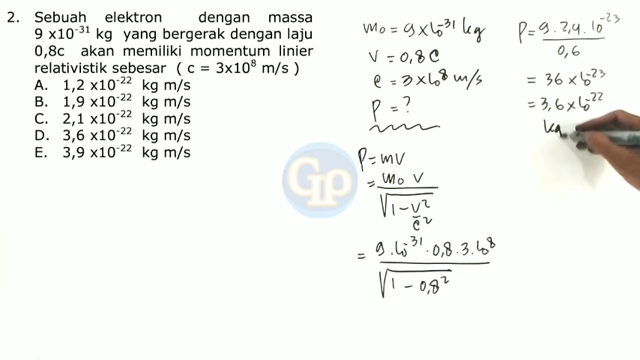 2. Sebuah elektron dengan massa
9 x10⁻³¹ kg yang bergerak dengan laju
0,8c akan memiliki momentum linier
relativistik sebesar ( c = 3x10⁸ m/s )
A. 1,2 x10⁻²² kg m/s
B. 1,9 x10⁻²² kg m/s
C. 2,1 x10⁻²² kg m/s
D. 3,6 x10⁻²² kg m/s
E. 3,9 x10⁻²² kg m/s
m₀ = 9 x 10⁻³¹ kg
V = 0,8 C
c = 3 x 10⁸ m/s
P = ?
P = mV
= m₀ V / √(1 - V²/c²)
= 9.10⁻³¹ . 0,8 . 3.10⁸ / √(1 - 0,8²)
P = 9 . 2,4 . 10⁻²³ / 0,6
= 36 x 10⁻²³
= 3,6 x 10⁻²²
kg
Gp